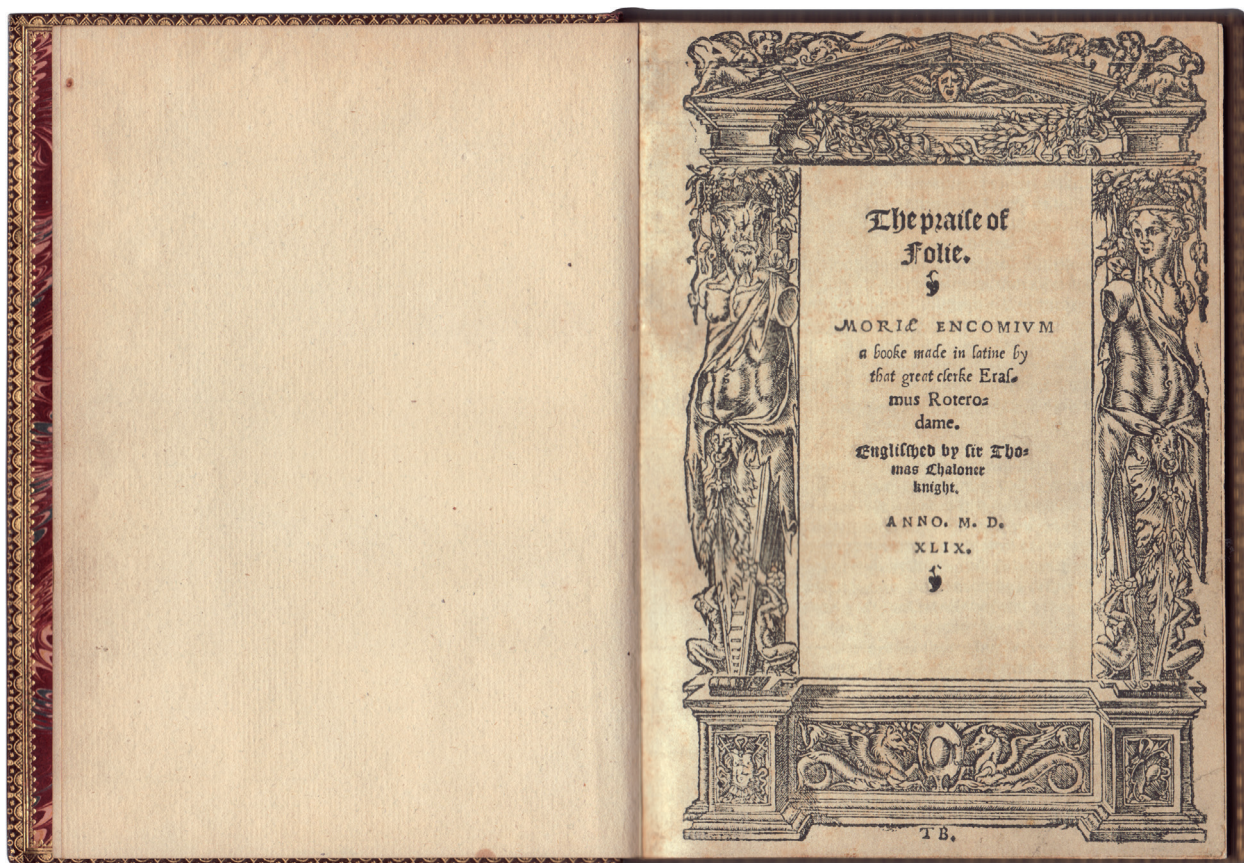 The praiſe of
Folie.
MORIÆ ENCOMIVM
a booke made in latine by
that great clerke Eraſ-
mus Rotero-
dame.
Engliſched by ſir Tho-
mas Chaloner
knight.
ANNO. M. D.
XLIX.
TB.